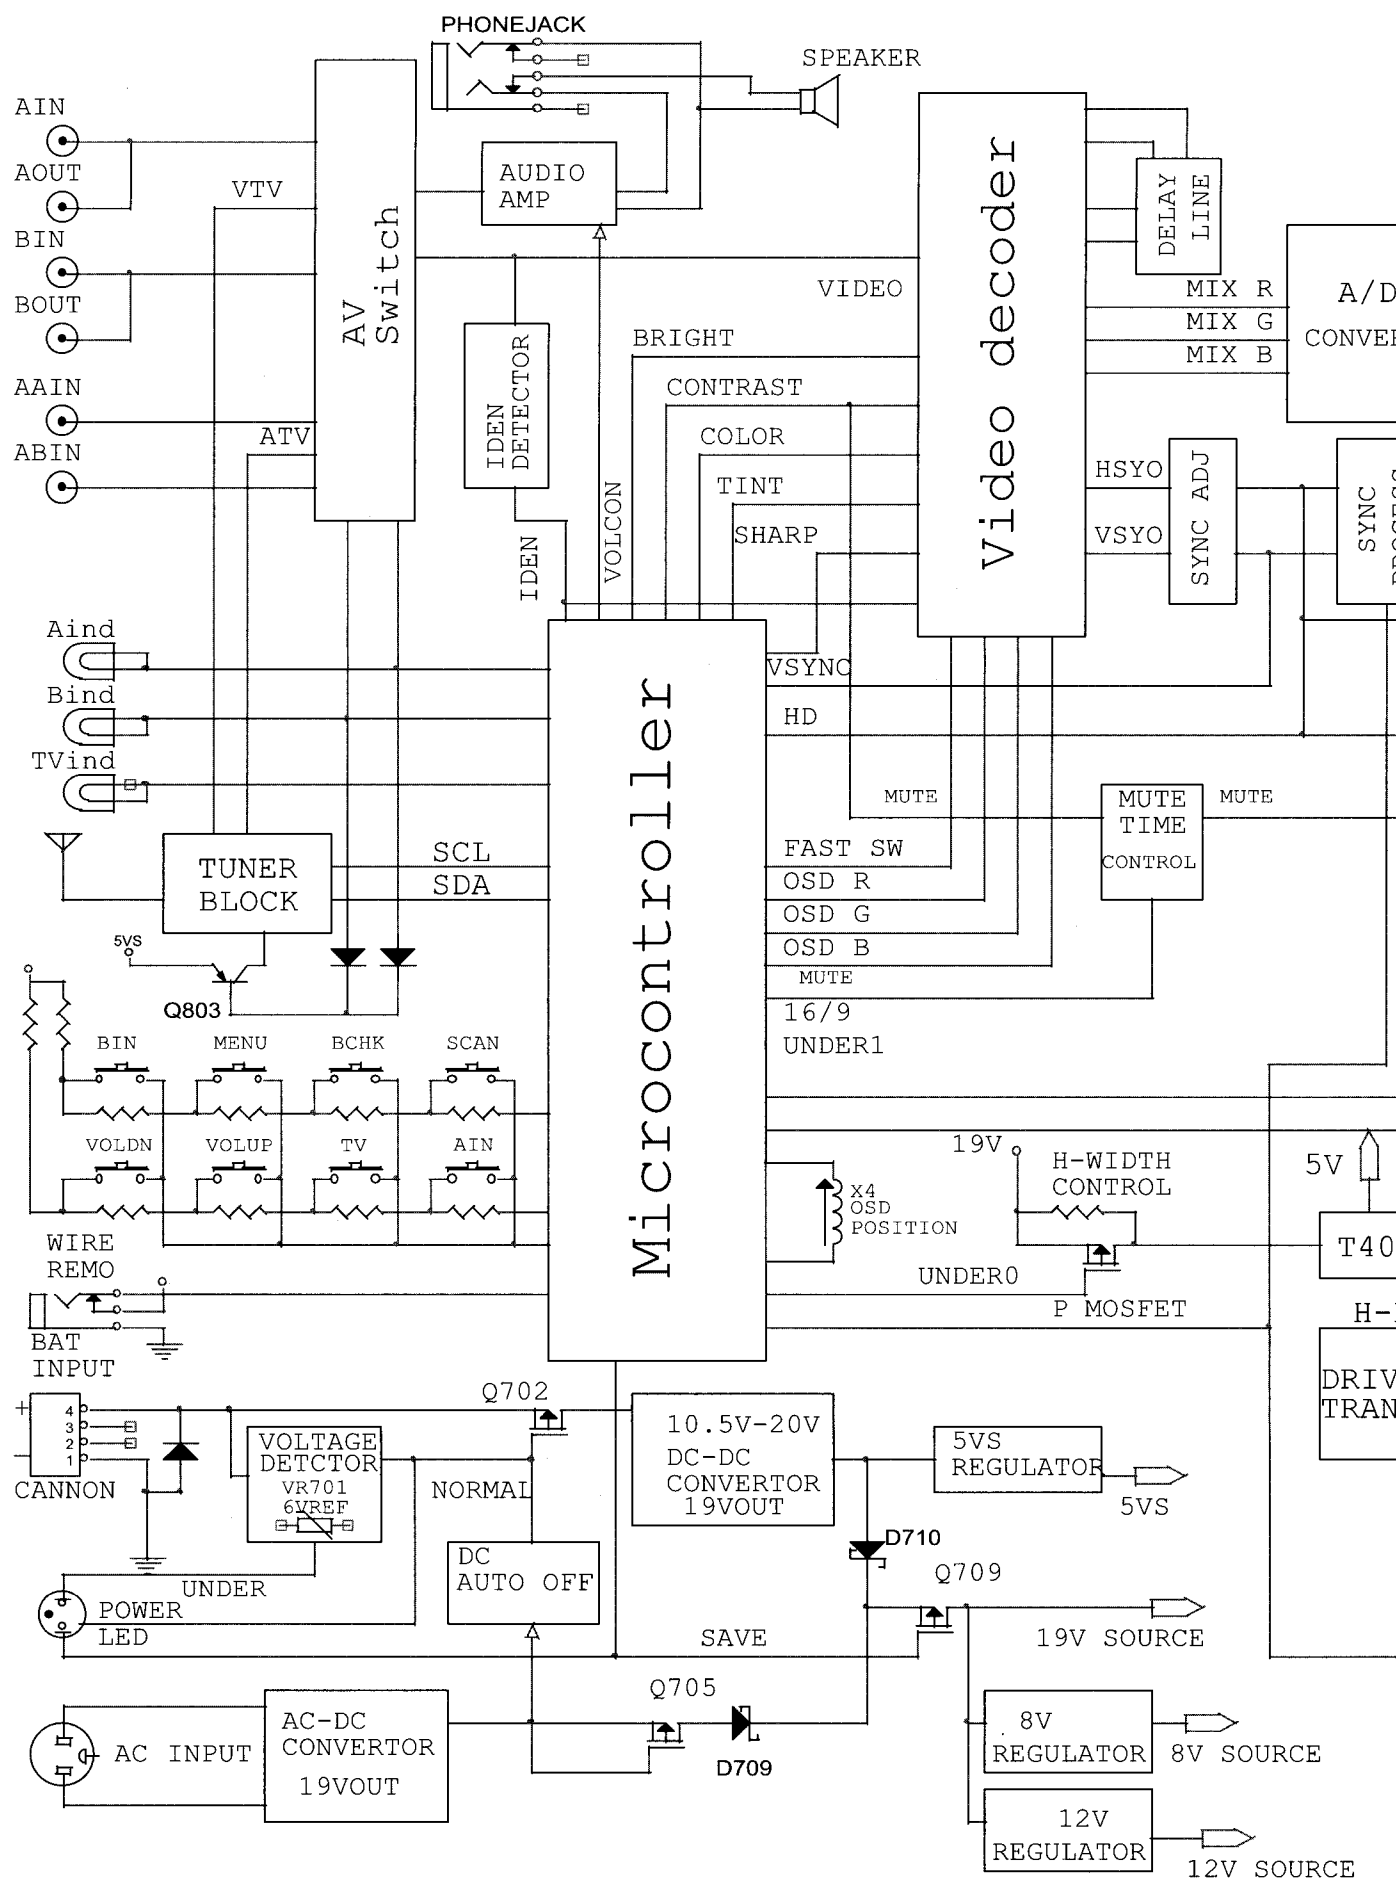 PHONEJACK
SPEAKER
AIN
AOUT
BIN
BOUT
AAIN
ABIN
VTV
ATV
AV
Switch
AUDIO
AMP
IDEN
DETECTOR
IDEN
VOLCON
VIDEO
BRIGHT
CONTRAST
COLOR
TINT
SHARP
Video decoder
DELAY
LINE
MIX R
MIX G
MIX B
A/D
CONVER
HSYO
VSYO
SYNC ADJ
SYNC
PROCESS
Aind
Bind
TVind
Microcontroller
VSYNC
HD
MUTE
MUTE
TIME
CONTROL
MUTE
TUNER
BLOCK
SCL
SDA
FAST SW
OSD R
OSD G
OSD B
MUTE
16/9
UNDER1
5VS
Q803
BIN
MENU
BCHK
SCAN
VOLDN
VOLUP
TV
AIN
19V
H-WIDTH
CONTROL
5V
X4
OSD
POSITION
T40
WIRE
REMO
UNDER0
P MOSFET
H-
BAT
INPUT
DRIV
TRAN
+
4
3
2
1
-
CANNON
Q702
VOLTAGE
DETCTOR
VR701
6VREF
NORMAL
10.5V-20V
DC-DC
CONVERTOR
19VOUT
5VS
REGULATOR
5VS
D710
DC
AUTO OFF
UNDER
POWER
LED
Q709
SAVE
19V SOURCE
Q705
AC INPUT
AC-DC
CONVERTOR
19VOUT
D709
8V
REGULATOR
8V SOURCE
12V
REGULATOR
12V SOURCE